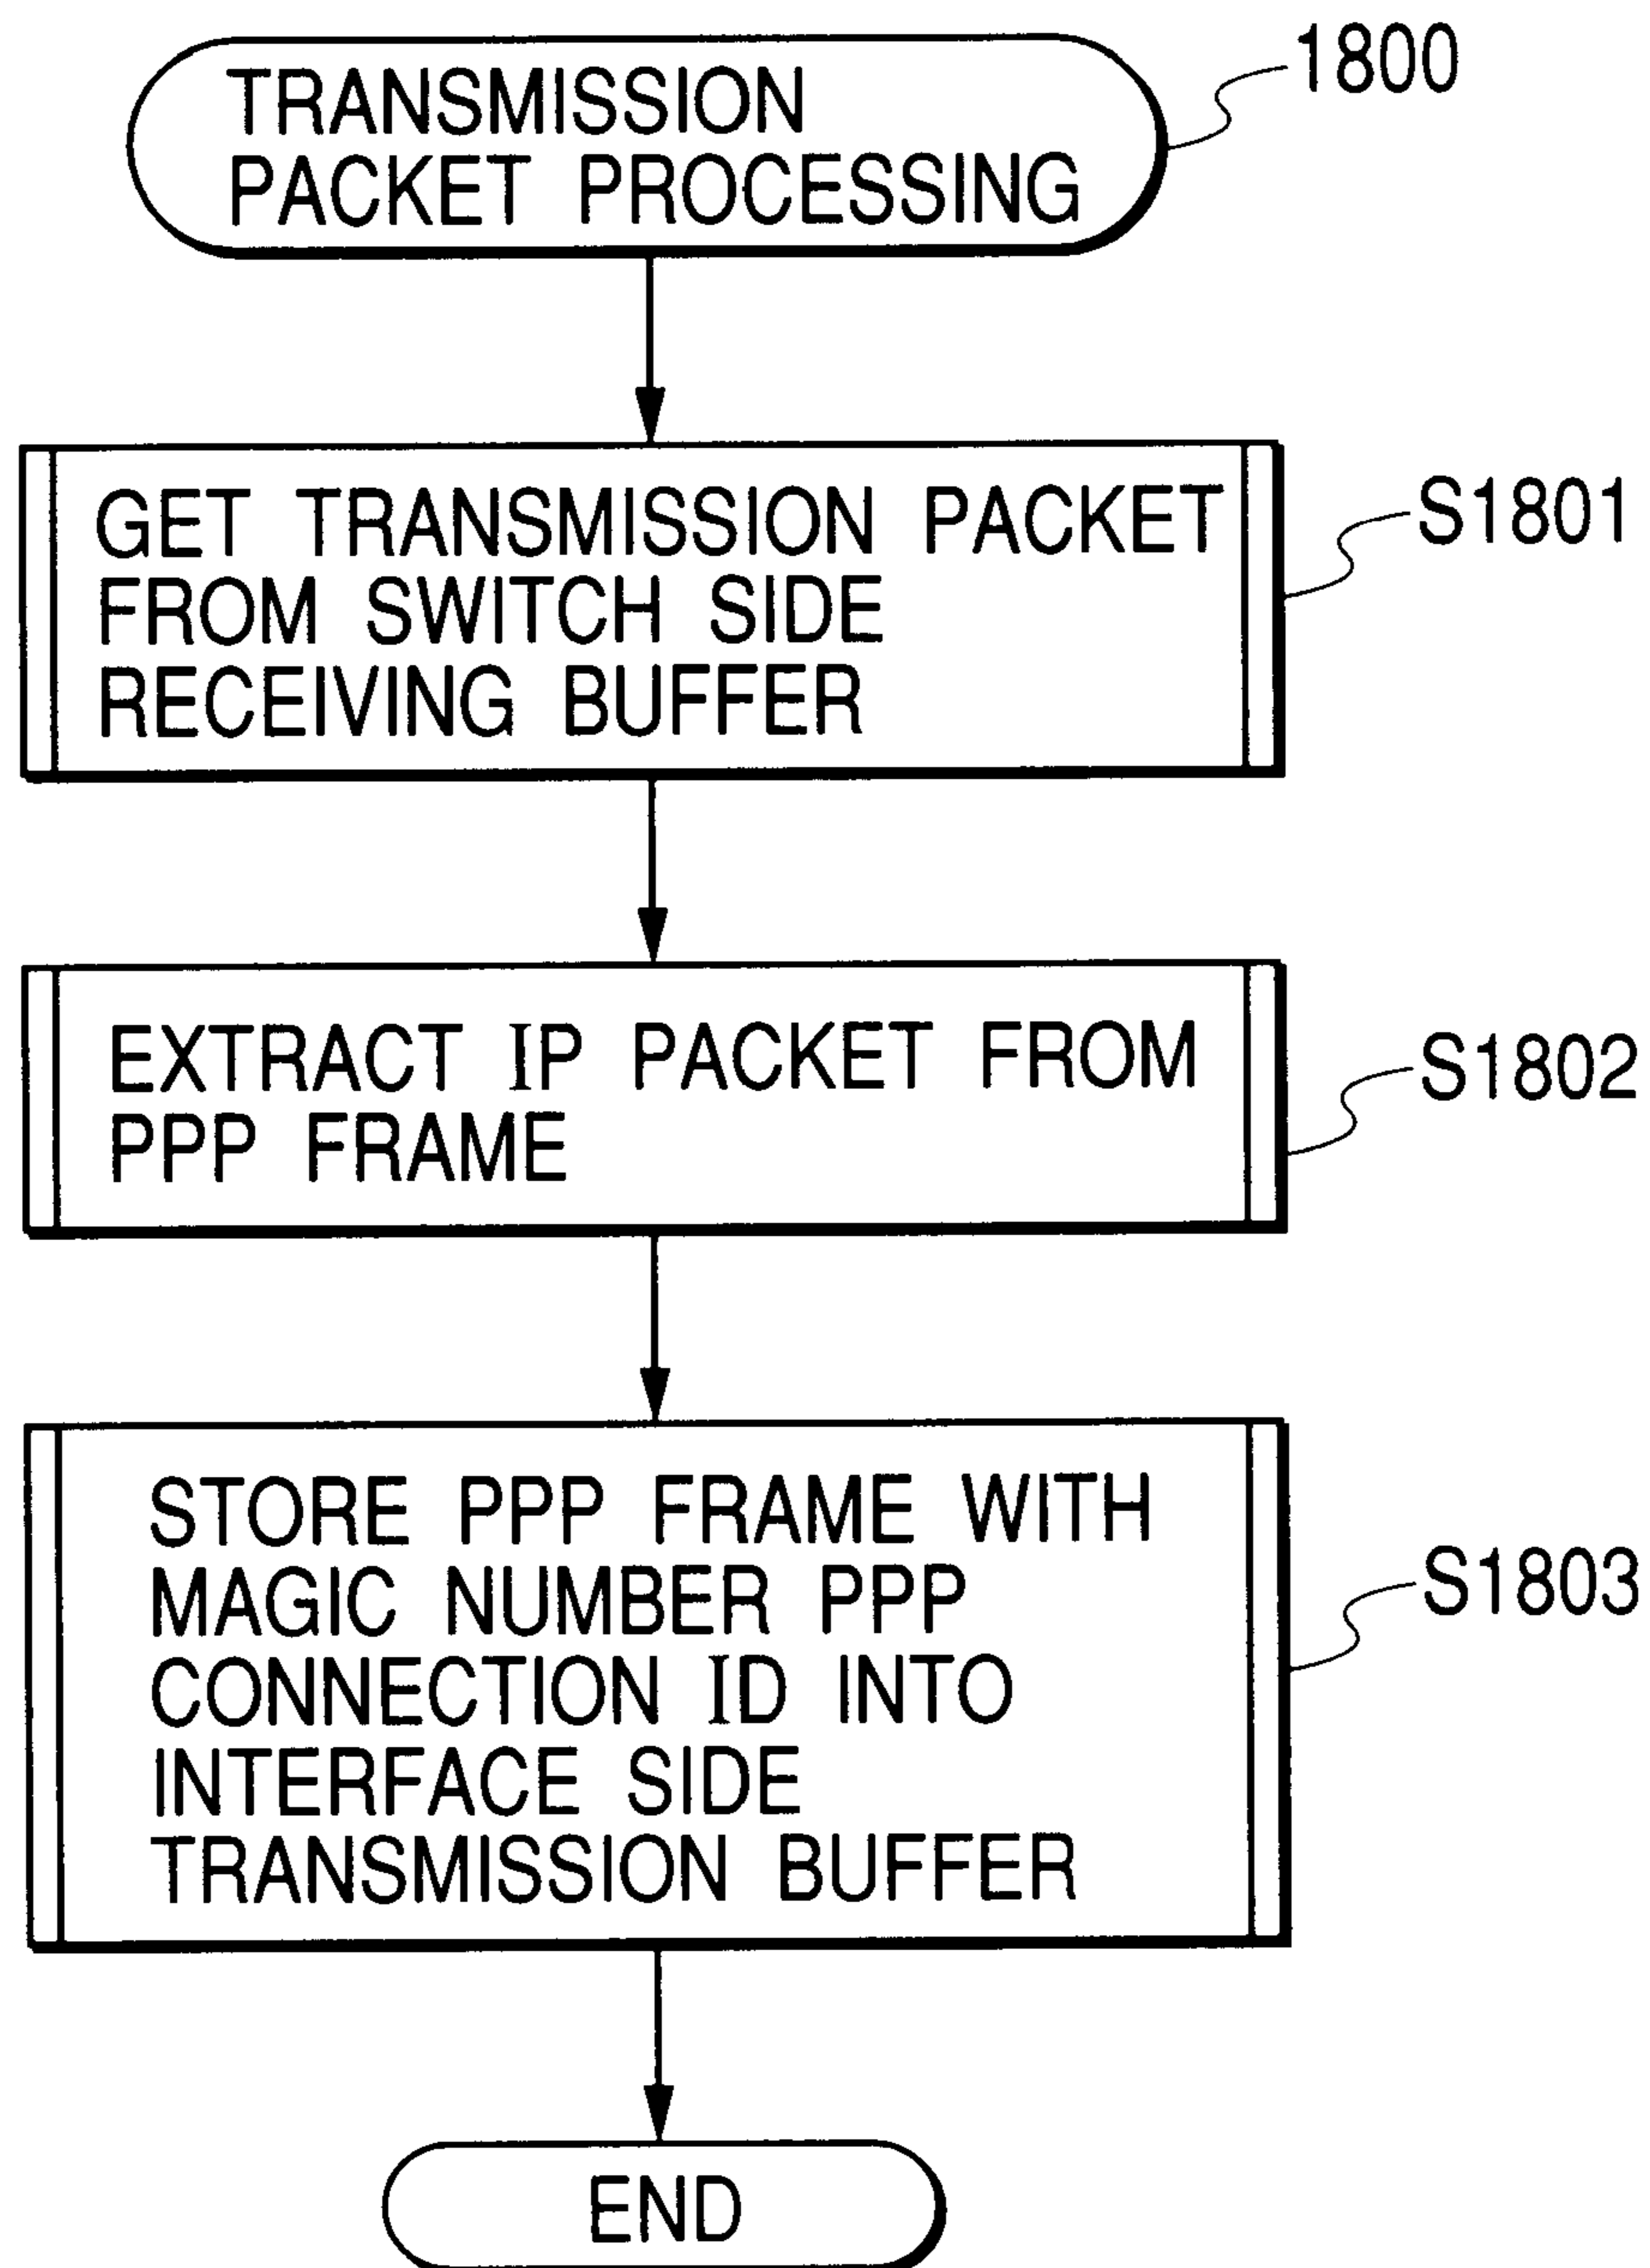 TRANSMISSION
PACKET PROCESSING
1800
GET TRANSMISSION PACKET
FROM SWITCH SIDE
RECEIVING BUFFER
S1801
EXTRACT IP PACKET FROM
PPP FRAME
S1802
STORE PPP FRAME WITH
MAGIC NUMBER PPP
CONNECTION ID INTO
INTERFACE SIDE
TRANSMISSION BUFFER
S1803
END